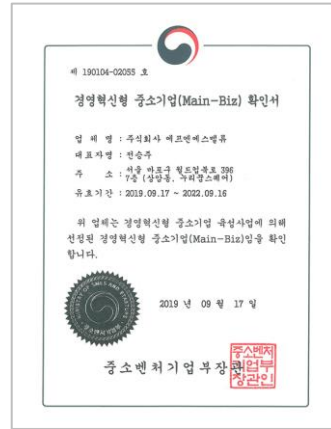 제 190104-02055 호
경영혁신형 중소기업(Main-Biz) 확인서
업 체 명 : 주식회사 에프엔에스밸류
대표자명 : 전승주
주 소 : 서울 마포구 월드컵북로 396
7층 (상암동, 누리꿈스퀘어)
유효기간 : 2019.09.17 ~ 2022.09.16
위 업체는 경영혁신형 중소기업 육성사업에 의해
선정된 경영혁신형 중소기업(Main-Biz)임을 확인
합니다.
2019 년 09 월 17 일
중소벤처기업부장관
중소벤처
기업부
장관인